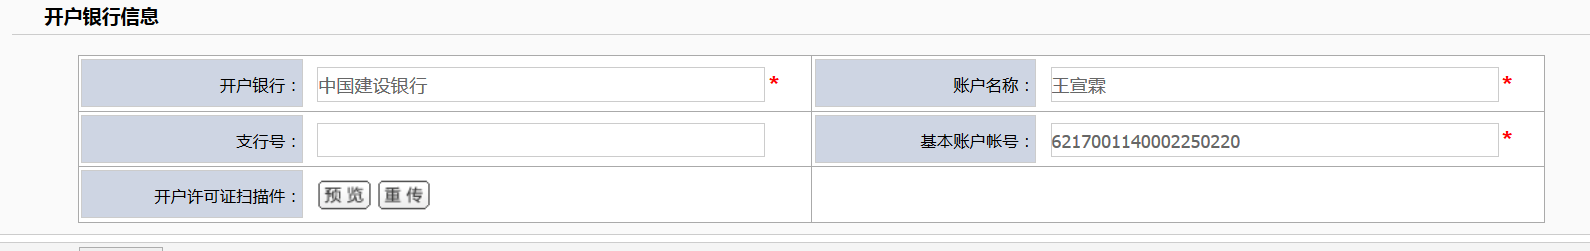 开户银行信息
开户银行： 中国建设银行 * 账户名称： 王宣霖 *
支行号： 基本账户帐号： 6217001140002250220 *
开户许可证扫描件： 预览 重传